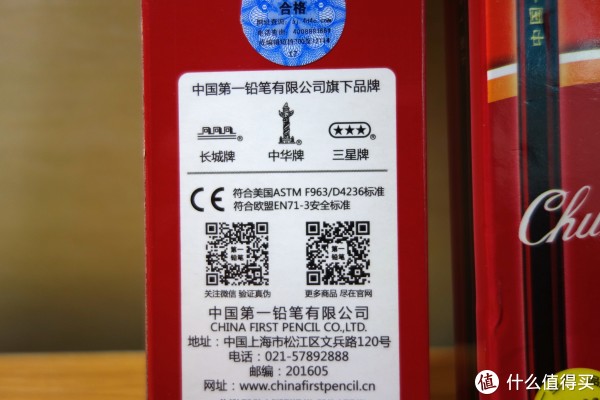 合格
中国第一铅笔有限公司旗下品牌
长城牌 中华牌 三星牌
CE 符合美国ASTM F963/D4236标准
符合欧盟EN71-3安全标准
关注微信 验证真伪 更多商品 尽在官网
中国第一铅笔有限公司
CHINA FIRST PENCIL CO.,LTD.
地址：中国上海市松江区文兵路120号
电话：021-57892888
邮编：201605
网址：www.chinafirstpencil.cn
中国
Chu
值 什么值得买